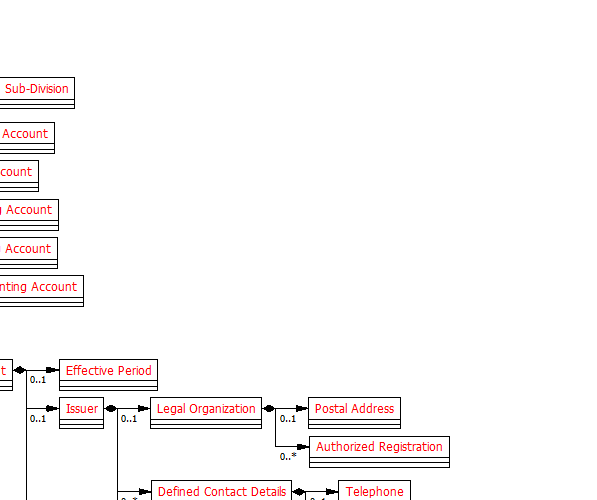 Sub-Division
Account
count
Account
Account
nting Account
t
Effective Period
0..1
Issuer
Legal Organization
Postal Address
0..1
0..1
0..1
Authorized Registration
0..*
Defined Contact Details
Telephone